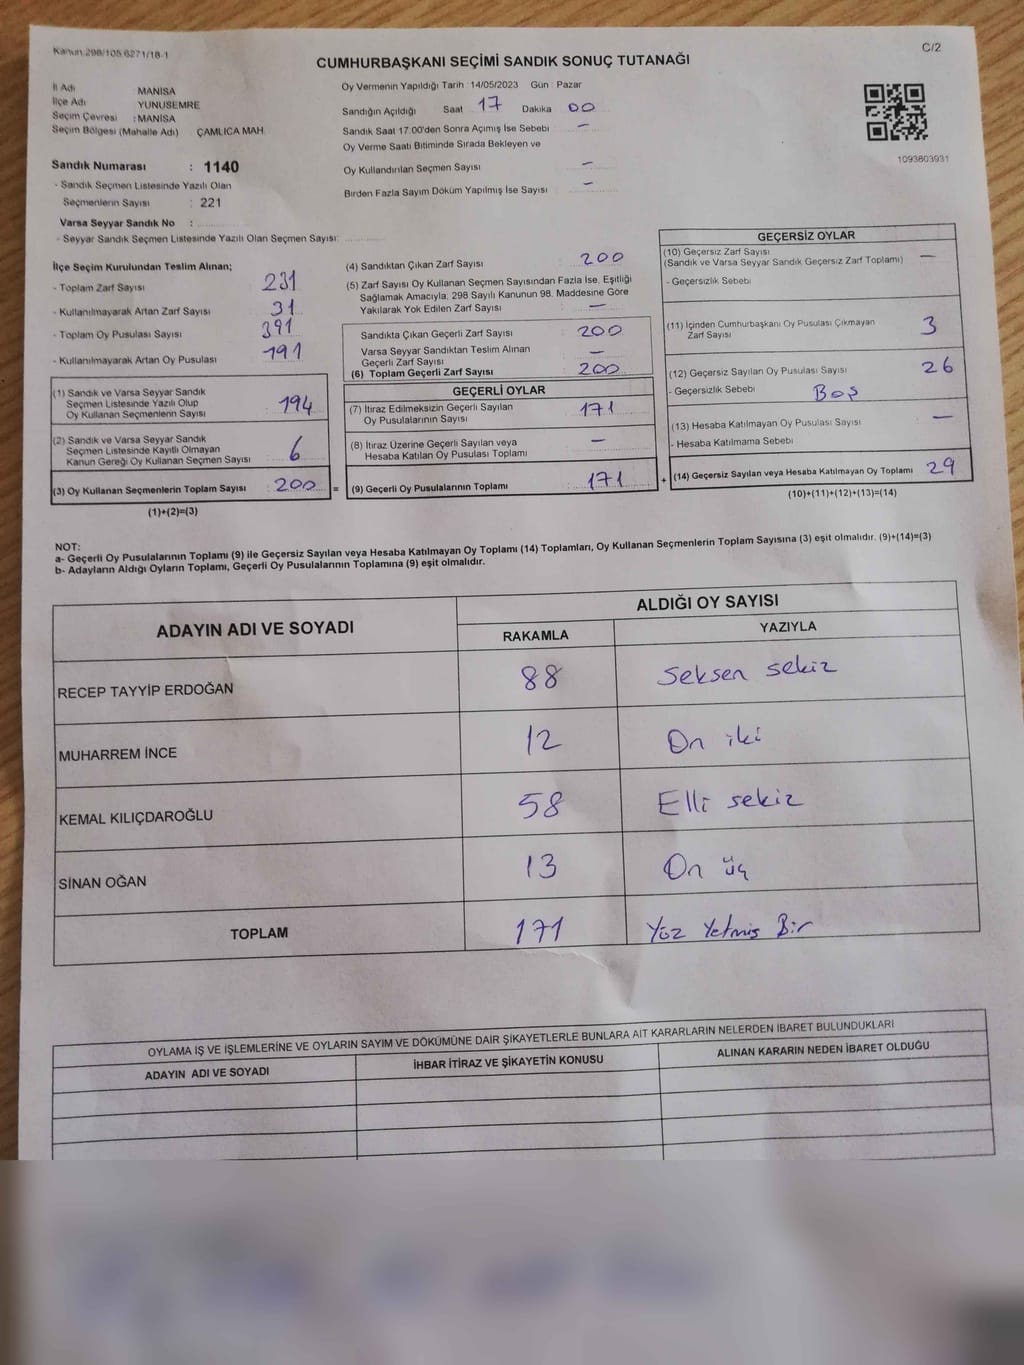 Kanun 298/105.6271/18-1
C/2
CUMHURBAŞKANI SEÇİMİ SANDIK SONUÇ TUTANAĞI
İl Adı MANİSA
İlçe Adı YUNUSEMRE
Seçim Çevresi : MANİSA
Seçim Bölgesi (Mahalle Adı) ÇAMLICA MAH.
Sandık Numarası : 1140
- Sandık Seçmen Listesinde Yazılı Olan
Seçmenlerin Sayısı : 221
Varsa Seyyar Sandık No :
- Seyyar Sandık Seçmen Listesinde Yazılı Olan Seçmen Sayısı:
Oy Vermenin Yapıldığı Tarih : 14/05/2023 Gün : Pazar
Sandığın Açıldığı Saat 17 Dakika 00
Sandık Saat 17.00'den Sonra Açımış İse Sebebi –
Oy Verme Saati Bitiminde Sırada Bekleyen ve
Oy Kullandırılan Seçmen Sayısı –
Birden Fazla Sayım Döküm Yapılmış İse Sayısı –
1093803931
İlçe Seçim Kurulundan Teslim Alınan;
- Toplam Zarf Sayısı 231
- Kullanılmayarak Artan Zarf Sayısı 31
- Toplam Oy Pusulası Sayısı 391
- Kullanılmayarak Artan Oy Pusulası 191
(1) Sandık ve Varsa Seyyar Sandık
Seçmen Listesinde Yazılı Olup
Oy Kullanan Seçmenlerin Sayısı : 194
(2) Sandık ve Varsa Seyyar Sandık
Seçmen Listesinde Kayıtlı Olmayan
Kanun Gereği Oy Kullanan Seçmen Sayısı : 6
(3) Oy Kullanan Seçmenlerin Toplam Sayısı : 200 =
(1)+(2)=(3)
(4) Sandıktan Çıkan Zarf Sayısı : 200
(5) Zarf Sayısı Oy Kullanan Seçmen Sayısından Fazla İse, Eşitliği
Sağlamak Amacıyla, 298 Sayılı Kanunun 98. Maddesine Göre
Yakılarak Yok Edilen Zarf Sayısı : –
Sandıkta Çıkan Geçerli Zarf Sayısı : 200
Varsa Seyyar Sandıktan Teslim Alınan
Geçerli Zarf Sayısı : –
(6) Toplam Geçerli Zarf Sayısı : 200
GEÇERLİ OYLAR
(7) İtiraz Edilmeksizin Geçerli Sayılan
Oy Pusulalarının Sayısı : 171
(8) İtiraz Üzerine Geçerli Sayılan veya
Hesaba Katılan Oy Pusulası Toplamı : –
(9) Geçerli Oy Pusulalarının Toplamı : 171 +
GEÇERSİZ OYLAR
(10) Geçersiz Zarf Sayısı
(Sandık ve Varsa Seyyar Sandık Geçersiz Zarf Toplamı) –
- Geçersizlik Sebebi
(11) İçinden Cumhurbaşkanı Oy Pusulası Çıkmayan
Zarf Sayısı 3
(12) Geçersiz Sayılan Oy Pusulası Sayısı 26
- Geçersizlik Sebebi Boş
(13) Hesaba Katılmayan Oy Pusulası Sayısı –
- Hesaba Katılmama Sebebi
(14) Geçersiz Sayılan veya Hesaba Katılmayan Oy Toplamı 29
(10)+(11)+(12)+(13)=(14)
NOT:
a- Geçerli Oy Pusulalarının Toplamı (9) ile Geçersiz Sayılan veya Hesaba Katılmayan Oy Toplamı (14) Toplamları, Oy Kullanan Seçmenlerin Toplam Sayısına (3) eşit olmalıdır. (9)+(14)=(3)
b- Adayların Aldığı Oyların Toplamı, Geçerli Oy Pusulalarının Toplamına (9) eşit olmalıdır.
ADAYIN ADI VE SOYADI ALDIĞI OY SAYISI
RAKAMLA YAZIYLA
RECEP TAYYİP ERDOĞAN 88 Seksen sekiz
MUHARREM İNCE 12 On iki
KEMAL KILIÇDAROĞLU 58 Elli sekiz
SİNAN OĞAN 13 On üç
TOPLAM 171 Yüz Yetmiş Bir
OYLAMA İŞ VE İŞLEMLERİNE VE OYLARIN SAYIM VE DÖKÜMÜNE DAİR ŞİKAYETLERLE BUNLARA AİT KARARLARIN NELERDEN İBARET BULUNDUKLARI
ADAYIN ADI VE SOYADI İHBAR İTİRAZ VE ŞİKAYETİN KONUSU ALINAN KARARIN NEDEN İBARET OLDUĞU